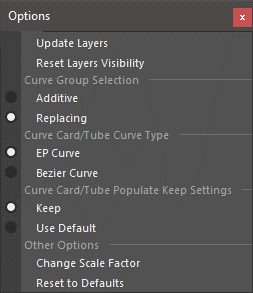 Options
x
Update Layers
Reset Layers Visibility
Curve Group Selection
Additive
Replacing
Curve Card/Tube Curve Type
EP Curve
Bezier Curve
Curve Card/Tube Populate Keep Settings
Keep
Use Default
Other Options
Change Scale Factor
Reset to Defaults